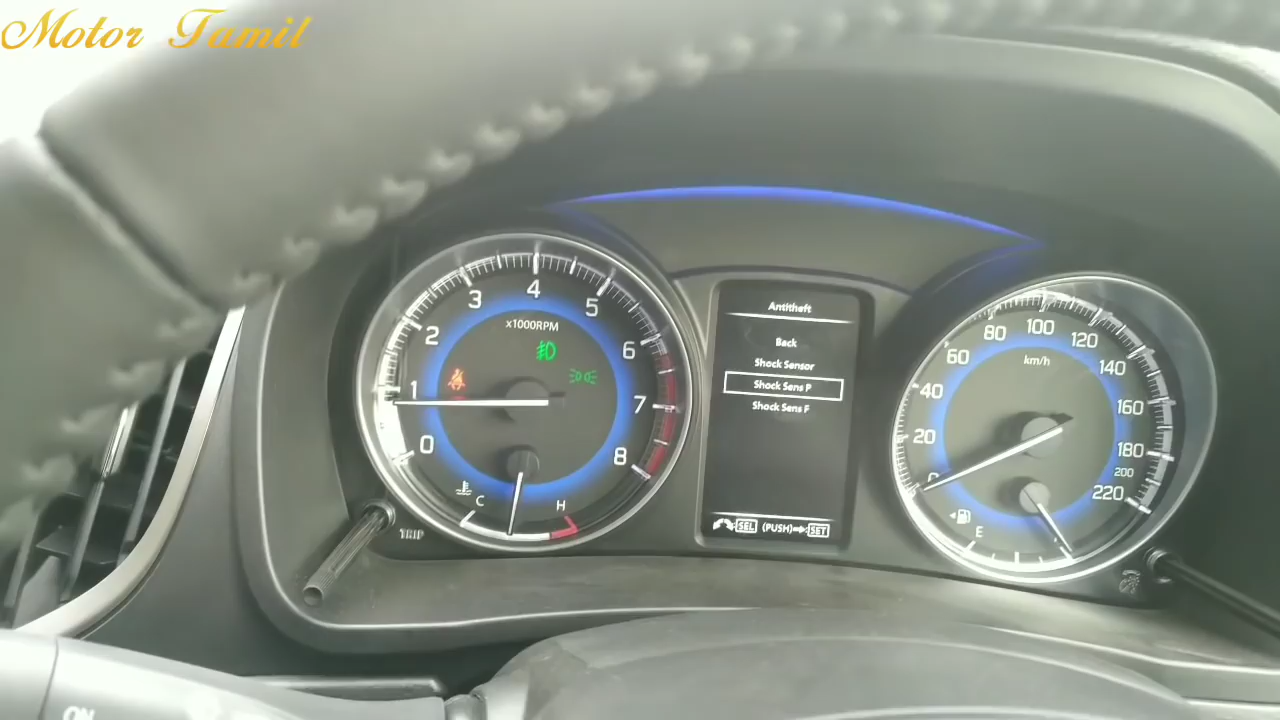 Motor Tamil
0
1
2
3
4
5
6
7
8
x1000RPM
C
H
TRIP
Antitheft
Back
Shock Sensor
Shock Sens P
Shock Sens F
SEL (PUSH) SET
0
20
40
60
80
100
120
140
160
180
200
220
km/h
E
ON